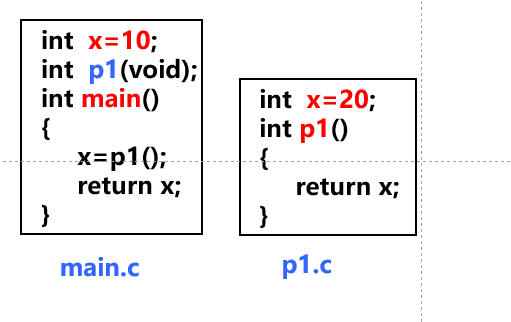 int x=10;
int p1(void);
int main()
{
x=p1();
return x;
}
main.c
int x=20;
int p1()
{
return x;
}
p1.c